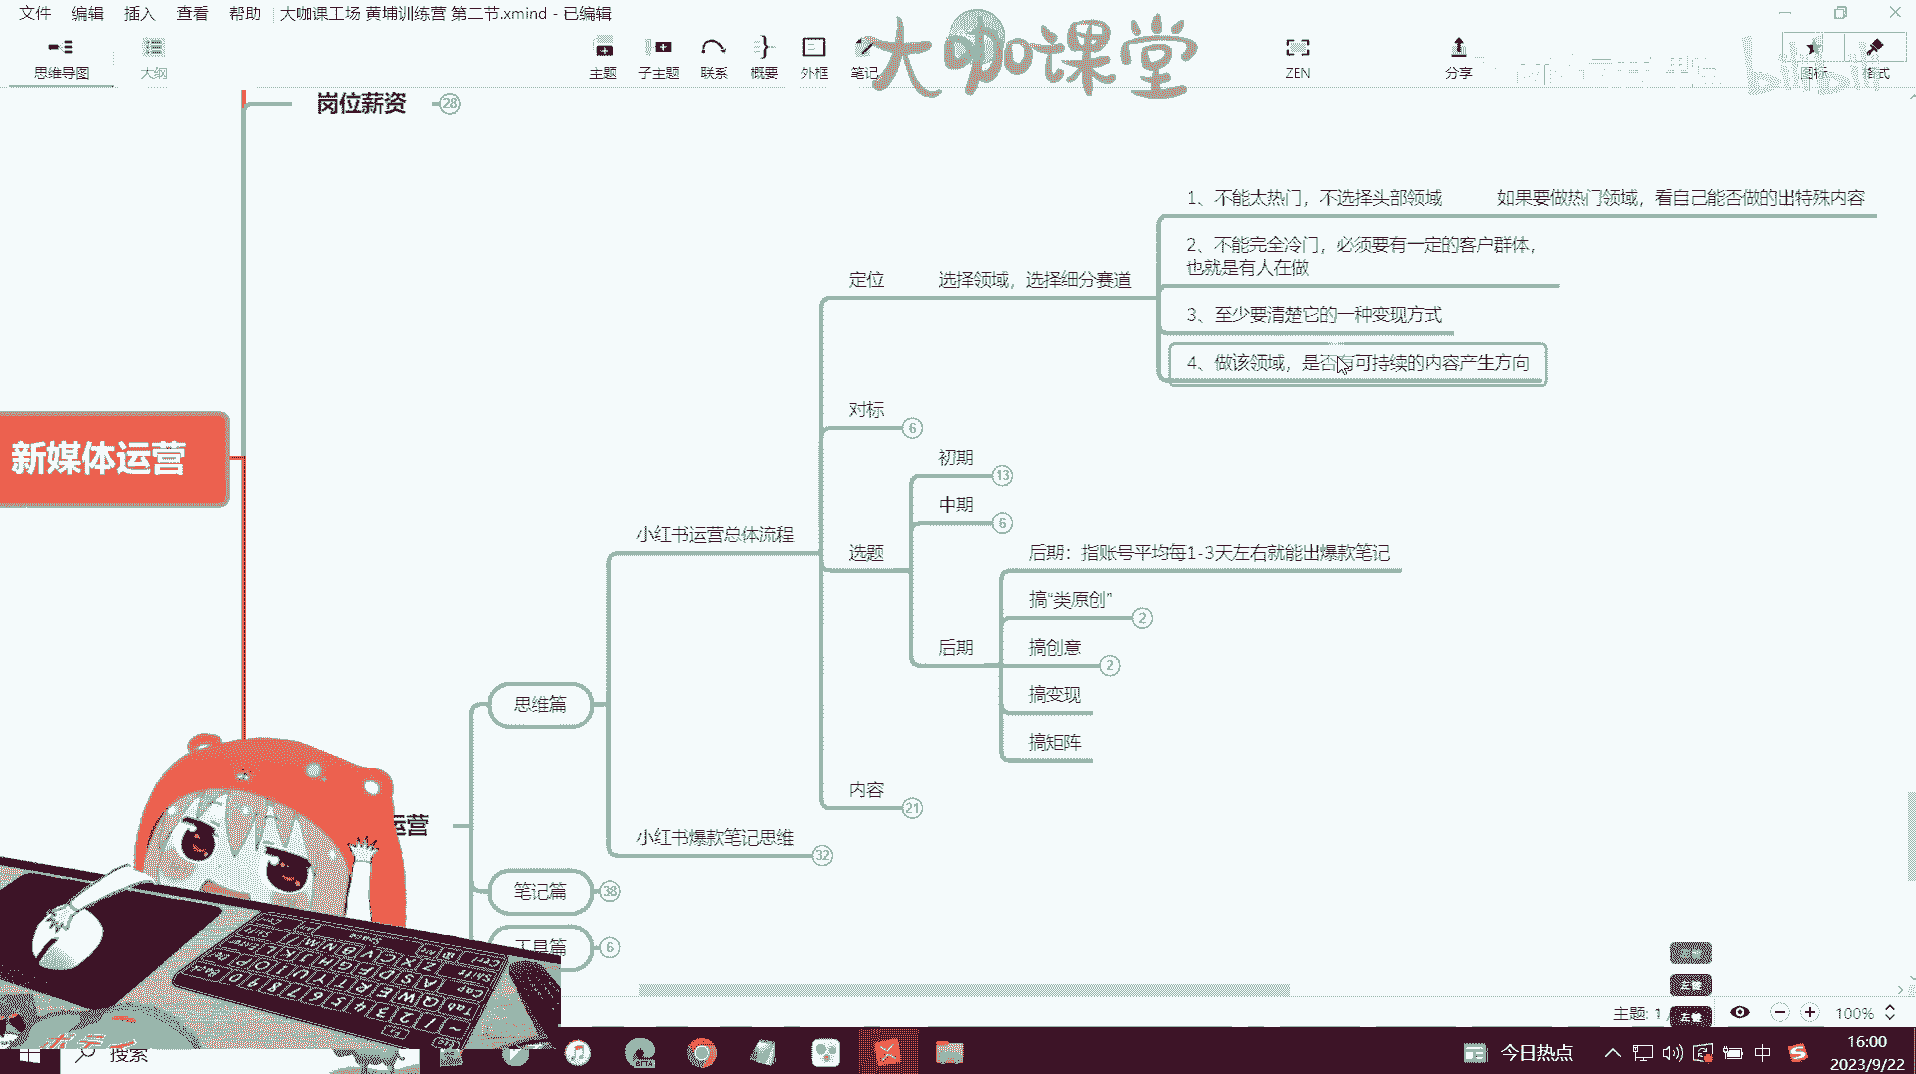 文件 编辑 插入 查看 帮助 大咖课工场 黄埔训练营 第二节.xmind - 已编辑
思维导图 大纲 主题 子主题 联系 概要 外框 笔记 ZEN 分享 图标 格式
大咖课堂
bilibili
岗位薪资 28
1、不能太热门，不选择头部领域 如果要做热门领域，看自己能否做的出特殊内容
2、不能完全冷门，必须要有一定的客户群体，
也就是有人在做
定位 选择领域，选择细分赛道
3、至少要清楚它的一种变现方式
4、做该领域，是否有可持续的内容产生方向
对标 6
新媒体运营
初期 13
中期 6
小红书运营总体流程
选题
后期：指账号平均每1-3天左右就能出爆款笔记
搞“类原创” 2
后期
搞创意 2
搞变现
思维篇
搞矩阵
内容 21
运营
小红书爆款笔记思维 32
笔记篇 38
工具篇 6
左键
左键
主题: 1
100%
搜索
今日热点
中
16:00
2023/9/22